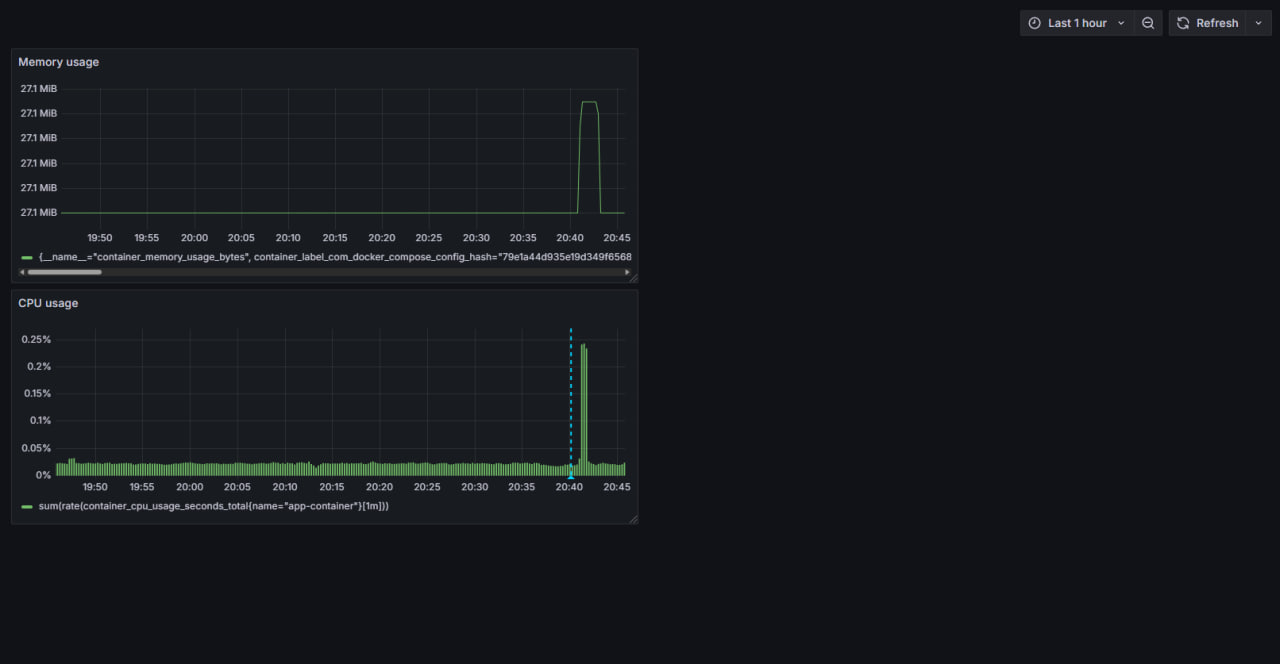 Last 1 hour
Refresh
Memory usage
27.1 MiB
27.1 MiB
27.1 MiB
27.1 MiB
27.1 MiB
27.1 MiB
19:50 19:55 20:00 20:05 20:10 20:15 20:20 20:25 20:30 20:35 20:40 20:45
{__name__="container_memory_usage_bytes", container_label_com_docker_compose_config_hash="79e1a44d935e19d349f6568
CPU usage
0.25%
0.2%
0.15%
0.1%
0.05%
0%
19:50 19:55 20:00 20:05 20:10 20:15 20:20 20:25 20:30 20:35 20:40 20:45
sum(rate(container_cpu_usage_seconds_total{name="app-container"}[1m]))